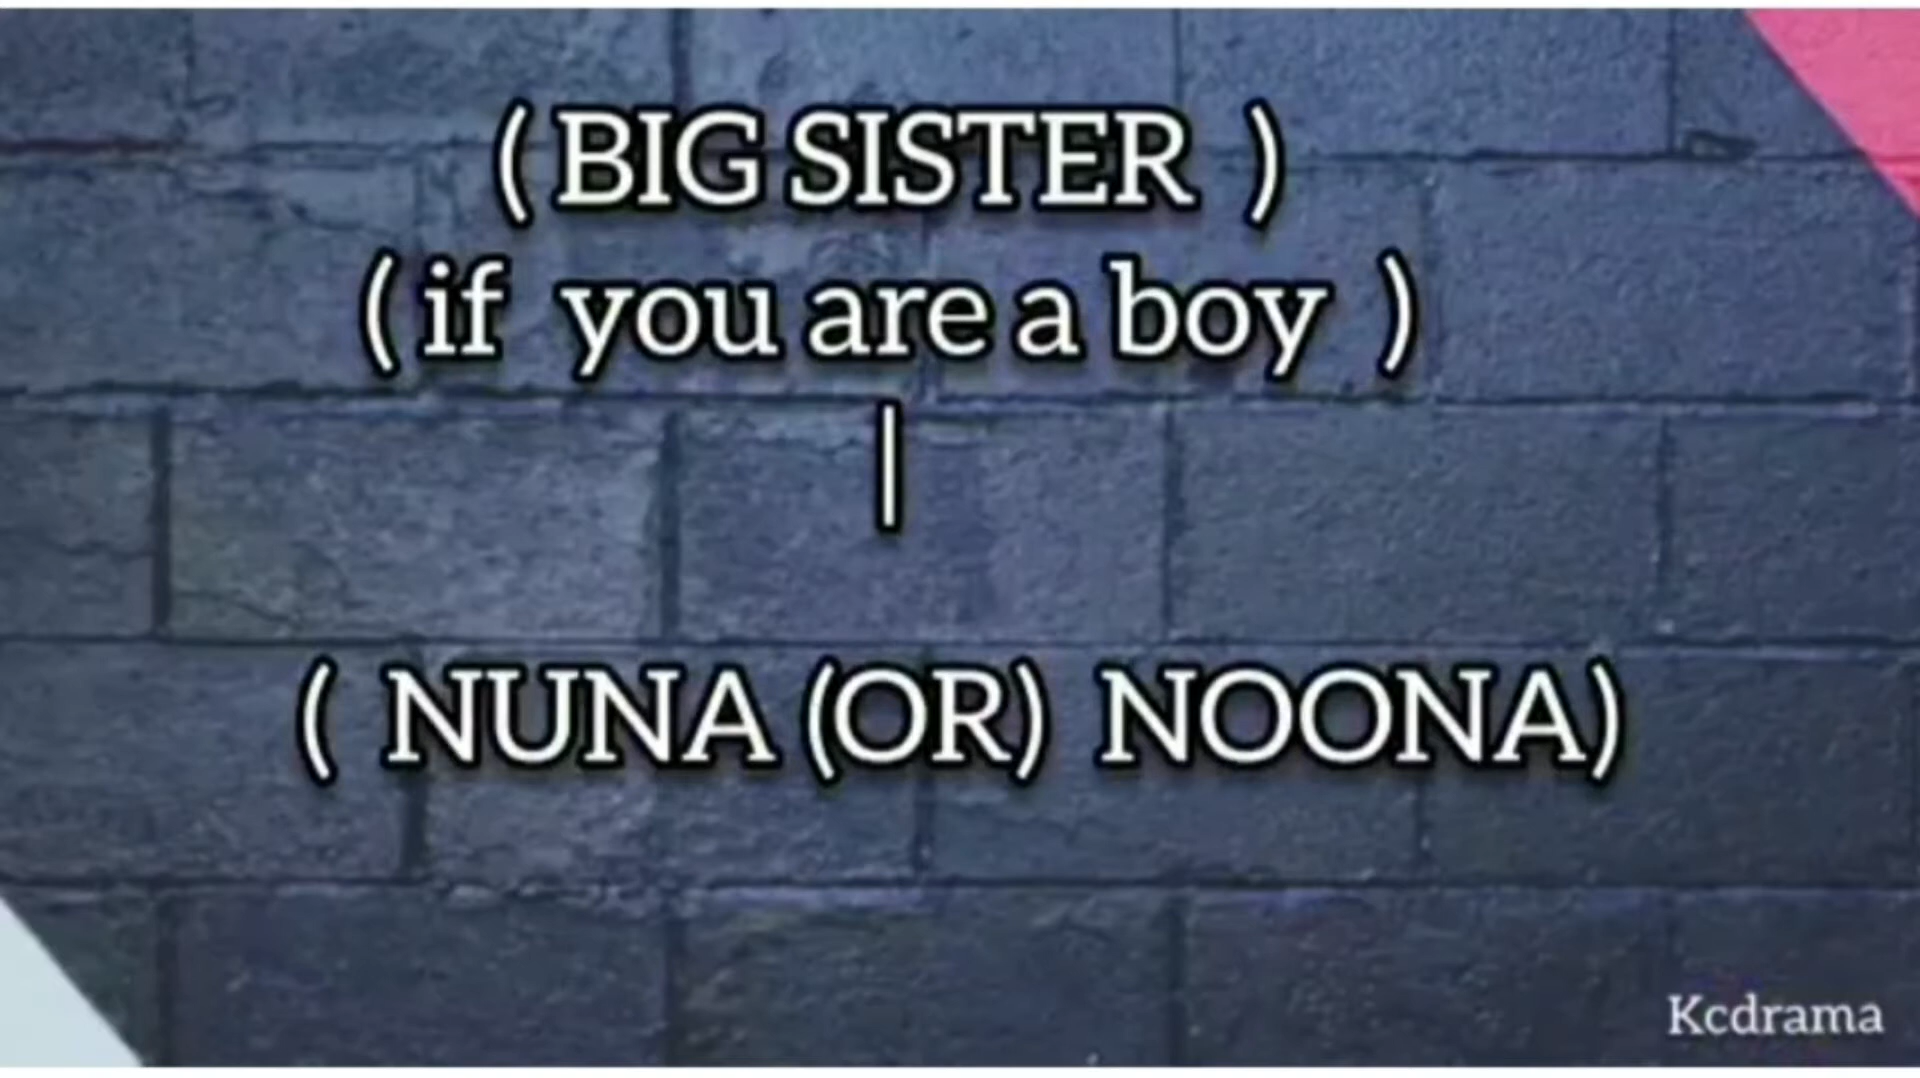 ( BIG SISTER )
( if you are a boy )
|
( NUNA (OR) NOONA)
Kcdrama